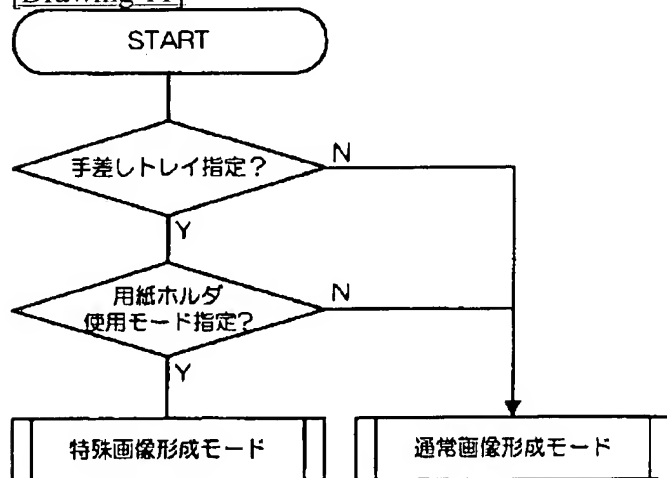 [Drawing 11]
START
手差しトレイ指定?
N
Y
用紙ホルダ
使用モード指定?
N
Y
特殊画像形成モード
通常画像形成モード